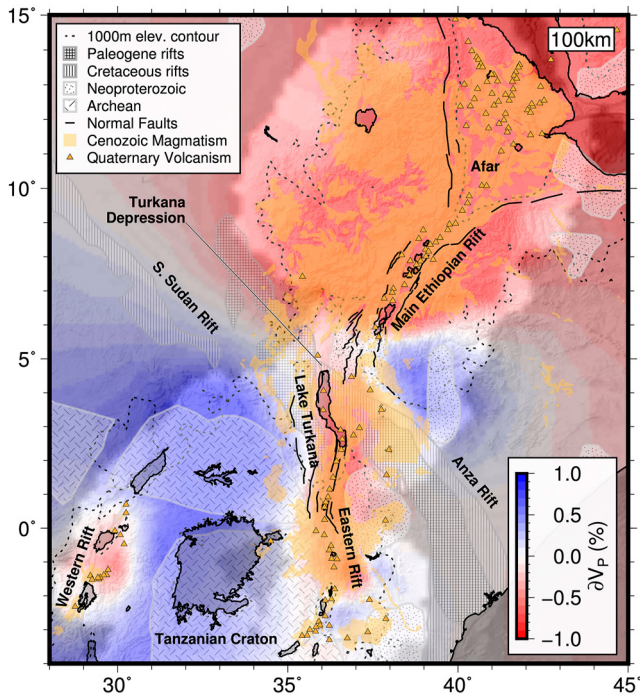 15°
1000m elev. contour
Paleogene rifts
Cretaceous rifts
Neoproterozoic
Archean
Normal Faults
Cenozoic Magmatism
Quaternary Volcanism
100km
Afar
10°
Turkana
Depression
S. Sudan Rift
Main Ethiopian Rift
5°
Lake Turkana
Anza Rift
1.0
0.5
0.0
−0.5
−1.0
∂VP (%)
0°
Western Rift
Eastern Rift
Tanzanian Craton
30°
35°
40°
45°